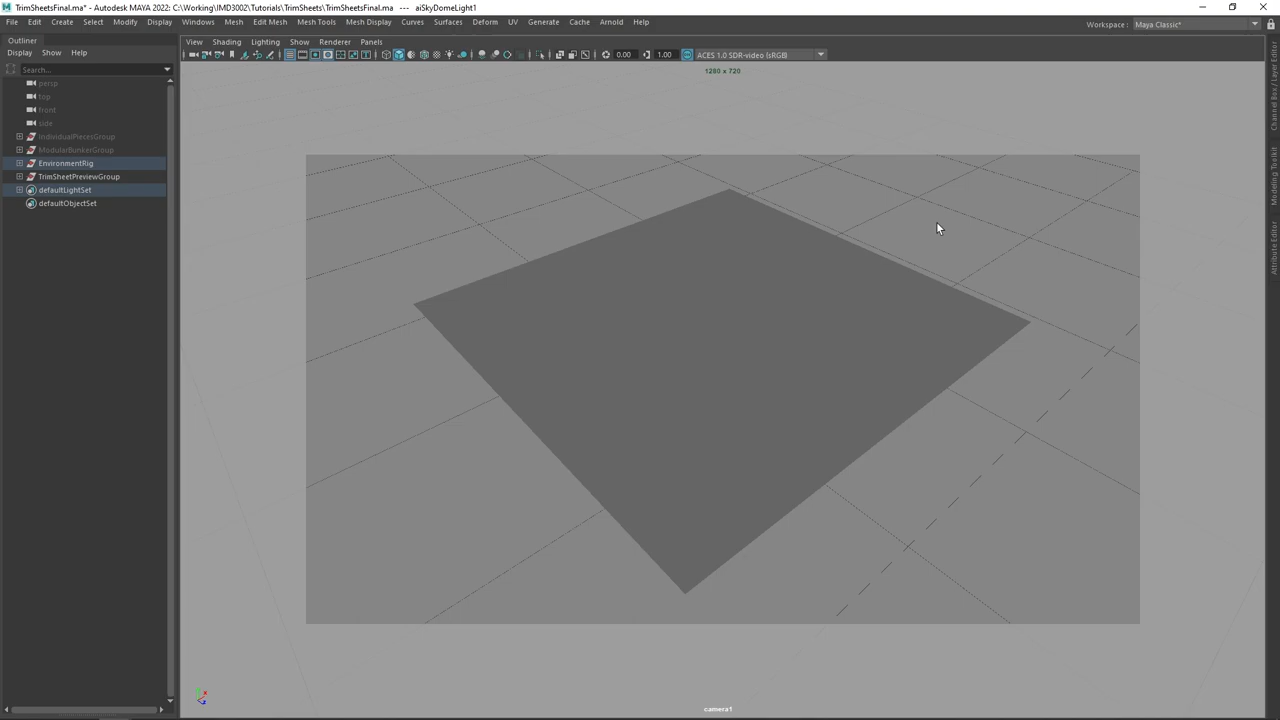 TrimSheetsFinal.ma* - Autodesk MAYA 2022: C:\Working\IMD3002\Tutorials\TrimSheets\TrimSheetsFinal.ma   ---   aiSkyDomeLight1
File Edit Create Select Modify Display Windows Mesh Edit Mesh Mesh Tools Mesh Display Curves Surfaces Deform UV Generate Cache Arnold Help
Workspace : Maya Classic*
Outliner
Display Show Help
Search...
persp
top
front
side
IndividualPiecesGroup
ModularBunkerGroup
EnvironmentRig
TrimSheetPreviewGroup
defaultLightSet
defaultObjectSet
View Shading Lighting Show Renderer Panels
0.00 1.00 ACES 1.0 SDR-video (sRGB)
1280 x 720
camera1
Channel Box / Layer Editor
Modeling Toolkit
Attribute Editor